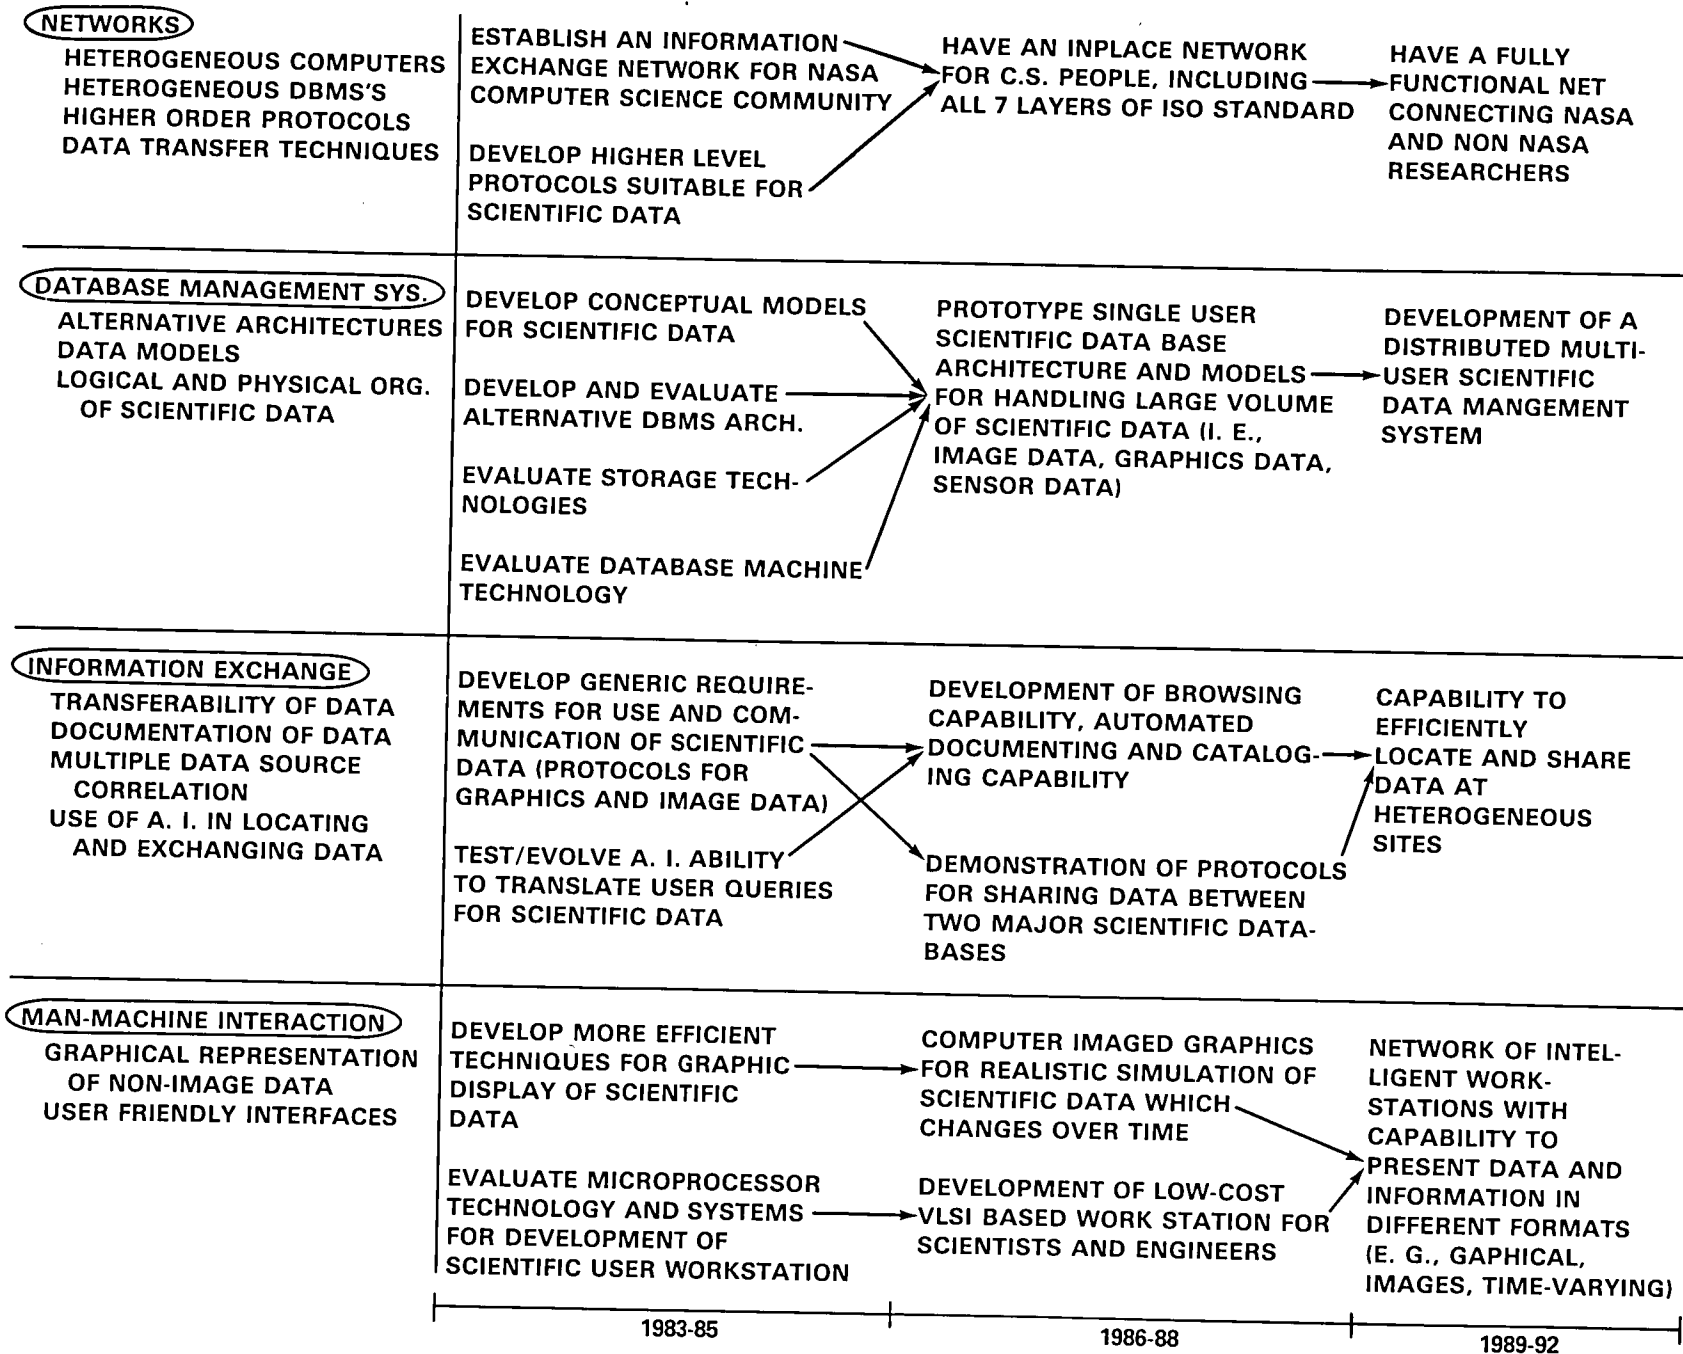 NETWORKS
HETEROGENEOUS COMPUTERS
HETEROGENEOUS DBMS'S
HIGHER ORDER PROTOCOLS
DATA TRANSFER TECHNIQUES
ESTABLISH AN INFORMATION
EXCHANGE NETWORK FOR NASA
COMPUTER SCIENCE COMMUNITY
DEVELOP HIGHER LEVEL
PROTOCOLS SUITABLE FOR
SCIENTIFIC DATA
HAVE AN INPLACE NETWORK
FOR C.S. PEOPLE, INCLUDING
ALL 7 LAYERS OF ISO STANDARD
HAVE A FULLY
FUNCTIONAL NET
CONNECTING NASA
AND NON NASA
RESEARCHERS
DATABASE MANAGEMENT SYS.
ALTERNATIVE ARCHITECTURES
DATA MODELS
LOGICAL AND PHYSICAL ORG.
OF SCIENTIFIC DATA
DEVELOP CONCEPTUAL MODELS
FOR SCIENTIFIC DATA
DEVELOP AND EVALUATE
ALTERNATIVE DBMS ARCH.
EVALUATE STORAGE TECH-
NOLOGIES
EVALUATE DATABASE MACHINE
TECHNOLOGY
PROTOTYPE SINGLE USER
SCIENTIFIC DATA BASE
ARCHITECTURE AND MODELS
FOR HANDLING LARGE VOLUME
OF SCIENTIFIC DATA (I. E.,
IMAGE DATA, GRAPHICS DATA,
SENSOR DATA)
DEVELOPMENT OF A
DISTRIBUTED MULTI-
USER SCIENTIFIC
DATA MANGEMENT
SYSTEM
INFORMATION EXCHANGE
TRANSFERABILITY OF DATA
DOCUMENTATION OF DATA
MULTIPLE DATA SOURCE
CORRELATION
USE OF A. I. IN LOCATING
AND EXCHANGING DATA
DEVELOP GENERIC REQUIRE-
MENTS FOR USE AND COM-
MUNICATION OF SCIENTIFIC
DATA (PROTOCOLS FOR
GRAPHICS AND IMAGE DATA)
TEST/EVOLVE A. I. ABILITY
TO TRANSLATE USER QUERIES
FOR SCIENTIFIC DATA
DEVELOPMENT OF BROWSING
CAPABILITY, AUTOMATED
DOCUMENTING AND CATALOG-
ING CAPABILITY
DEMONSTRATION OF PROTOCOLS
FOR SHARING DATA BETWEEN
TWO MAJOR SCIENTIFIC DATA-
BASES
CAPABILITY TO
EFFICIENTLY
LOCATE AND SHARE
DATA AT
HETEROGENEOUS
SITES
MAN-MACHINE INTERACTION
GRAPHICAL REPRESENTATION
OF NON-IMAGE DATA
USER FRIENDLY INTERFACES
DEVELOP MORE EFFICIENT
TECHNIQUES FOR GRAPHIC
DISPLAY OF SCIENTIFIC
DATA
EVALUATE MICROPROCESSOR
TECHNOLOGY AND SYSTEMS
FOR DEVELOPMENT OF
SCIENTIFIC USER WORKSTATION
COMPUTER IMAGED GRAPHICS
FOR REALISTIC SIMULATION OF
SCIENTIFIC DATA WHICH
CHANGES OVER TIME
DEVELOPMENT OF LOW-COST
VLSI BASED WORK STATION FOR
SCIENTISTS AND ENGINEERS
NETWORK OF INTEL-
LIGENT WORK-
STATIONS WITH
CAPABILITY TO
PRESENT DATA AND
INFORMATION IN
DIFFERENT FORMATS
(E. G., GAPHICAL,
IMAGES, TIME-VARYING)
1983-85
1986-88
1989-92